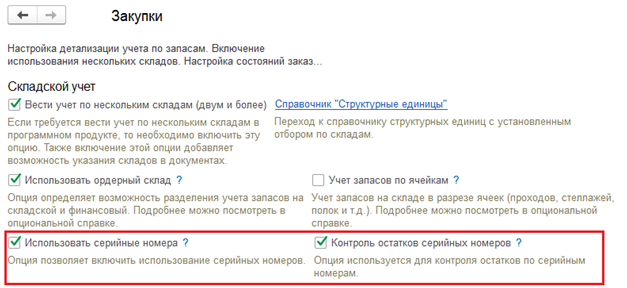 Закупки
Настройка детализации учета по запасам. Включение
использования нескольких складов. Настройка состояний заказ...
Складской учет
Вести учет по нескольким складам (двум и более) Справочник "Структурные единицы"
Если требуется вести учет по нескольким складам в Переход к справочнику структурных единиц с установленным
программном продукте, то необходимо включить эту отбором по складам.
опцию. Также включение этой опции добавляет
возможность указания складов в документах.
Использовать ордерный склад ? Учет запасов по ячейкам ?
Опция определяет возможность разделения учета запасов на Учет запасов на складе в разрезе ячеек (проходов, стеллажей,
складской и финансовый. Подробнее можно посмотреть в полок и т.д.). Подробнее можно посмотреть в опциональной
опциональной справке. справке.
Использовать серийные номера ? Контроль остатков серийных номеров ?
Опция позволяет включить использование серийных номеров. Опция используется для контроля остатков по серийным
номерам.